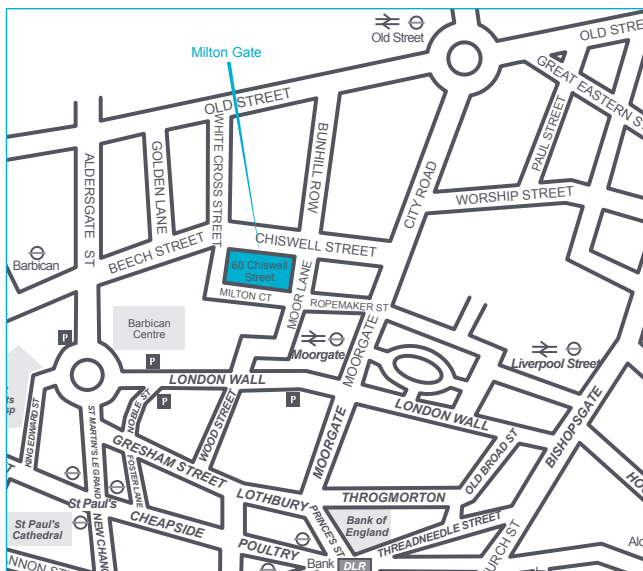 Old Street
OLD STREET
Milton Gate
GREAT EASTERN S
OLD STREET
PAUL STREET
WHITE CROSS STREET
BUNHILL ROW
GOLDEN LANE
ALDERSGATE ST
CITY ROAD
WORSHIP STREET
CHISWELL STREET
BEECH STREET
Barbican
60 Chiswell
Street
MOOR LANE
MILTON CT
ROPEMAKER ST
Barbican
Centre
P
Moorgate
MOORGATE
Liverpool Street
P
LONDON WALL
P
P
NOBLE ST
WOOD STREET
MOORGATE
LONDON WALL
BISHOPSGATE
KING EDWARD ST
ST MARTIN'S LE GRAND
GRESHAM STREET
FOSTER LANE
OLD BROAD ST
LOTHBURY
THROGMORTON
St Paul's
St Paul's
Cathedral
NEW CHANG
CHEAPSIDE
PRINCE'S ST
Bank of
England
THREADNEEDLE STREET
POULTRY
Bank
DLR